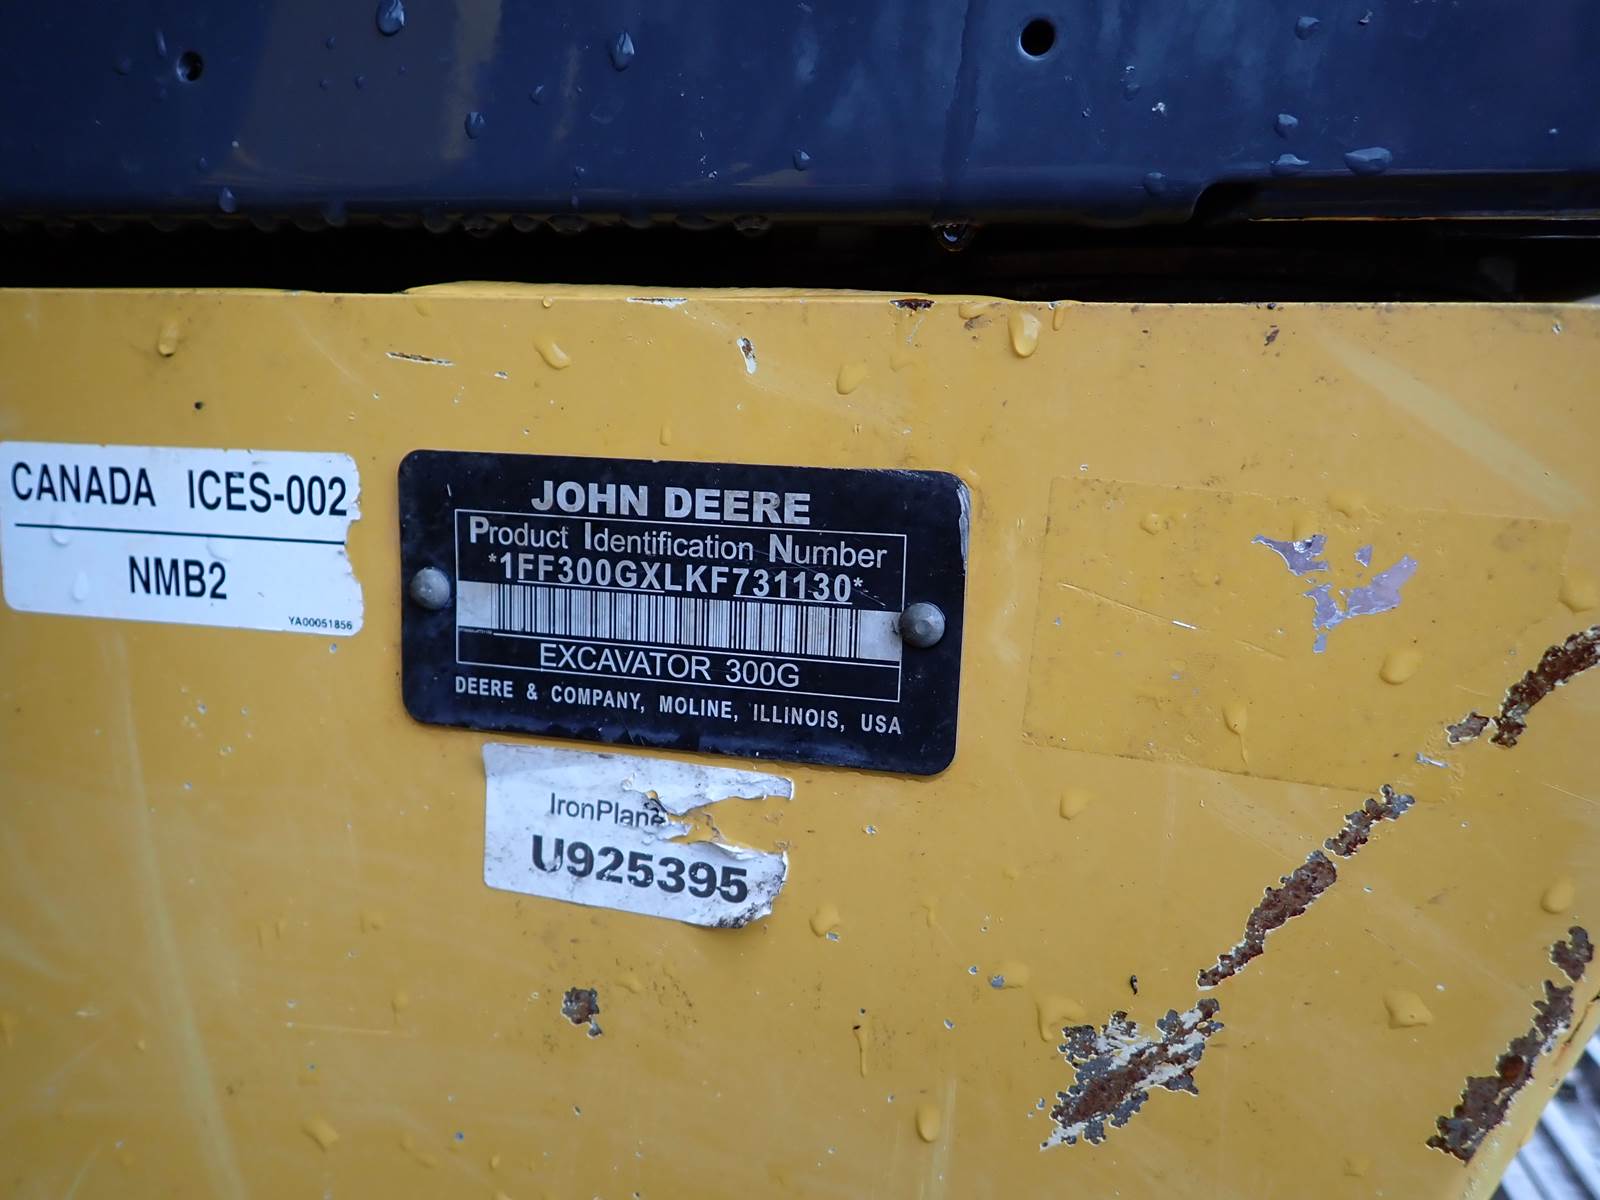 CANADA ICES-002
NMB2
YA00051856
JOHN DEERE
Product Identification Number
*1FF300GXLKF731130*
EXCAVATOR 300G
DEERE & COMPANY, MOLINE, ILLINOIS, USA
IronPlane
U925395